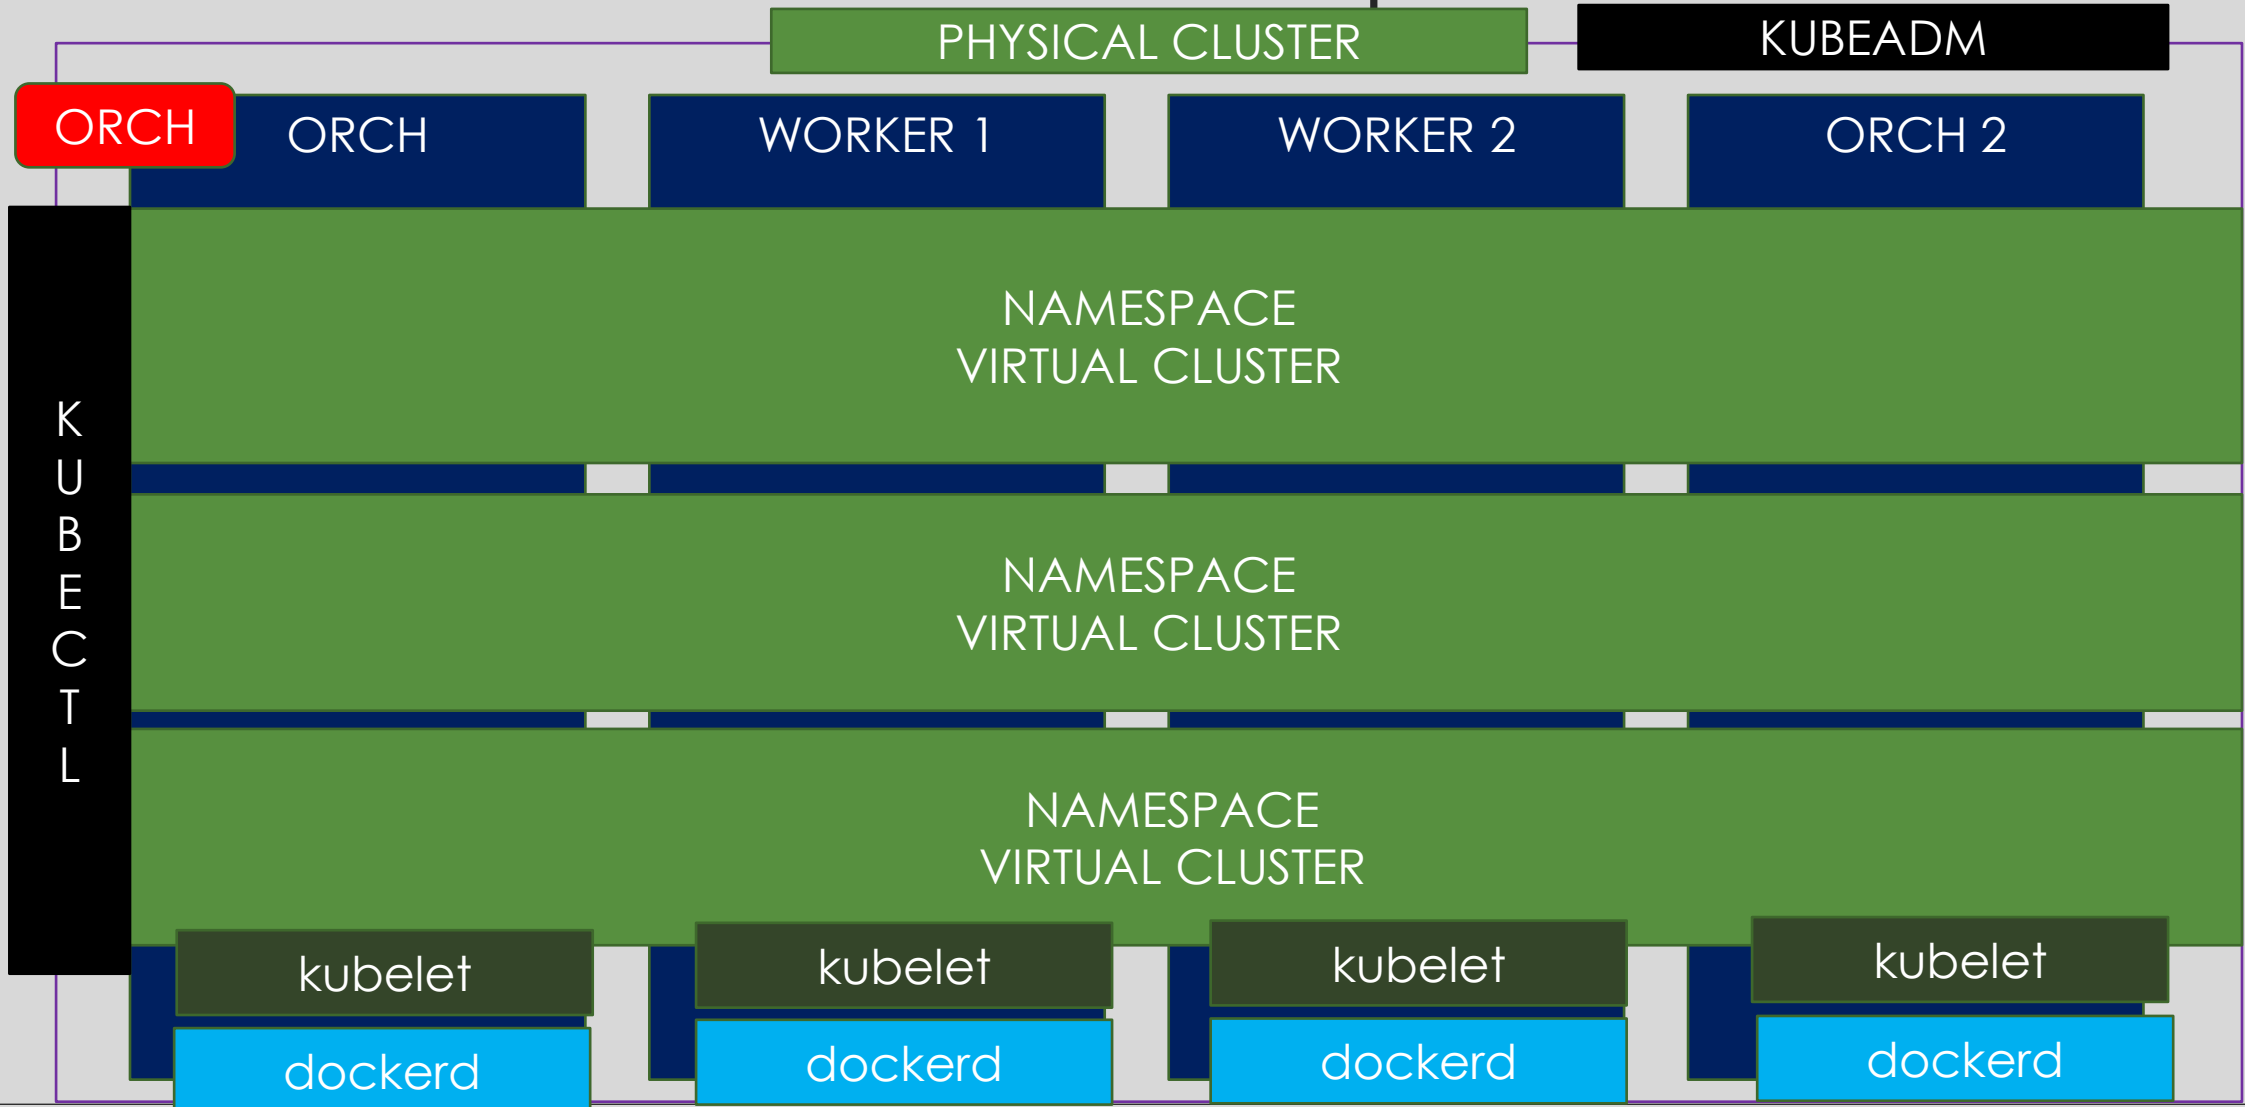 PHYSICAL CLUSTER
KUBEADM
ORCH
ORCH
WORKER 1
WORKER 2
ORCH 2
K
U
B
E
C
T
L
NAMESPACE
VIRTUAL CLUSTER
NAMESPACE
VIRTUAL CLUSTER
NAMESPACE
VIRTUAL CLUSTER
kubelet
kubelet
kubelet
kubelet
dockerd
dockerd
dockerd
dockerd